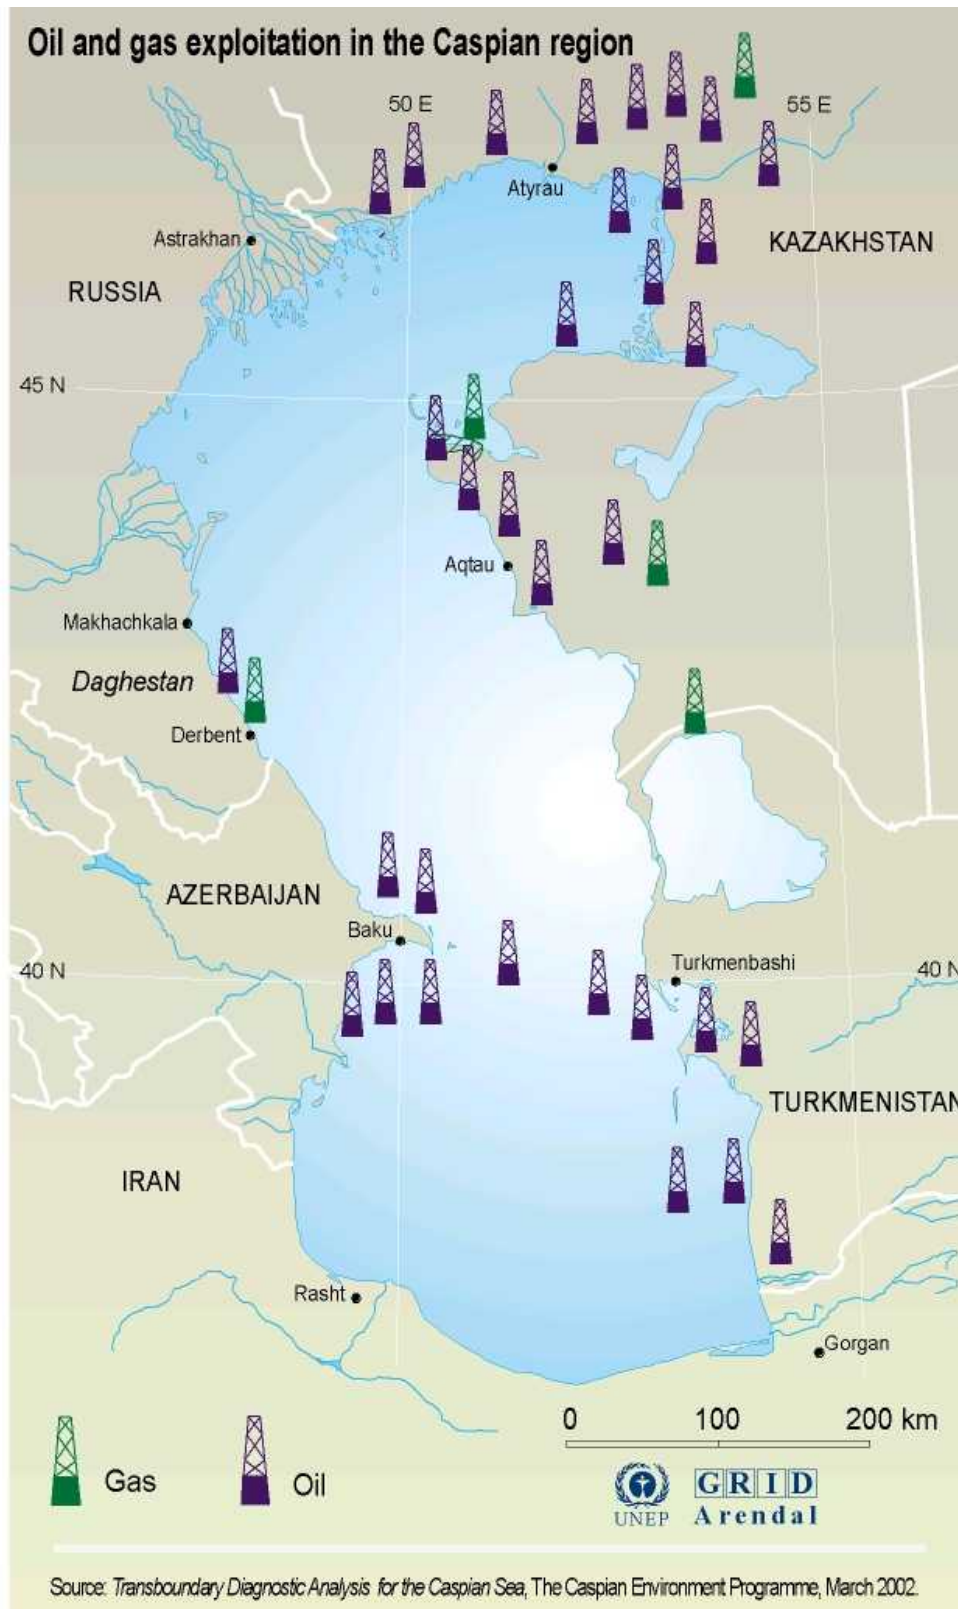 Oil and gas exploitation in the Caspian region
50 E
55 E
Atyrau
Astrakhan
KAZAKHSTAN
RUSSIA
45 N
Aqtau
Makhachkala
Daghestan
Derbent
AZERBAIJAN
Baku
Turkmenbashi
40 N
40 N
TURKMENISTAN
IRAN
Rasht
Gorgan
0 100 200 km
Gas
Oil
UNEP
GRID
Arendal
Source: Transboundary Diagnostic Analysis for the Caspian Sea, The Caspian Environment Programme, March 2002.